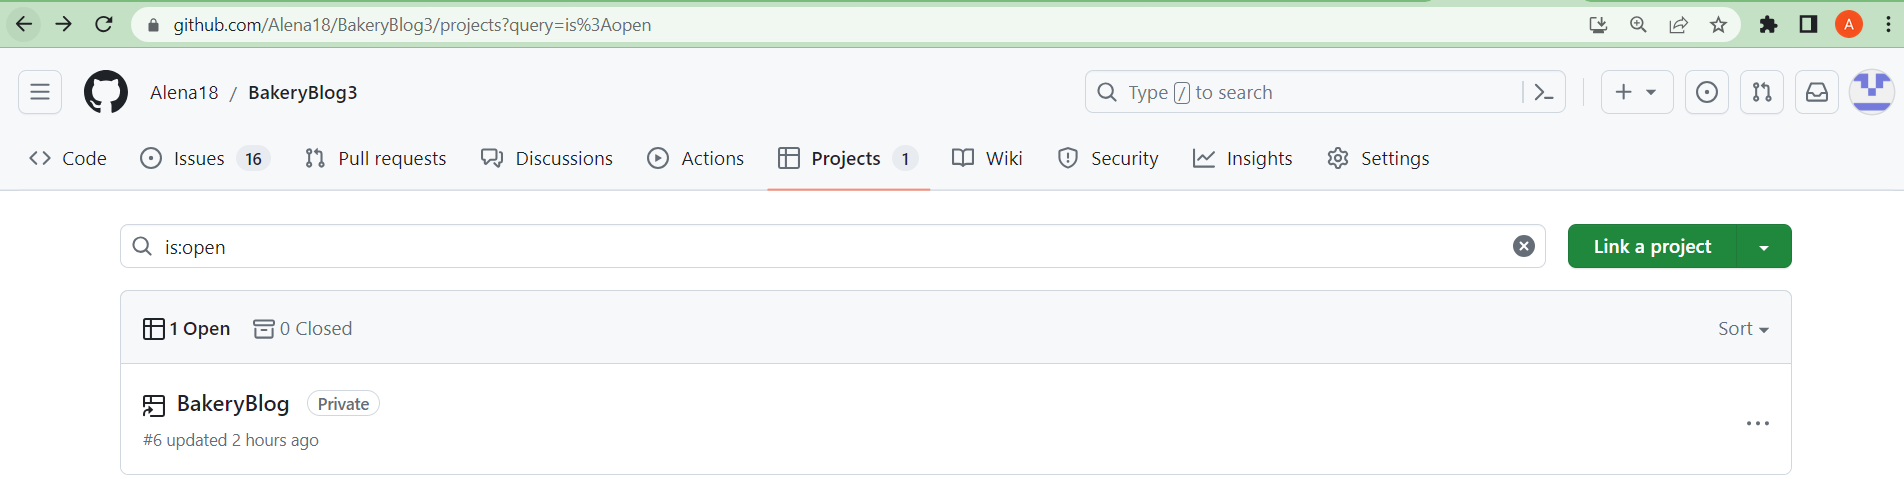 github.com/Alena18/BakeryBlog3/projects?query=is%3Aopen
A
Alena18 / BakeryBlog3
Type / to search
Code Issues 16 Pull requests Discussions Actions Projects 1 Wiki Security Insights Settings
is:open
Link a project
1 Open 0 Closed Sort
BakeryBlog Private
#6 updated 2 hours ago